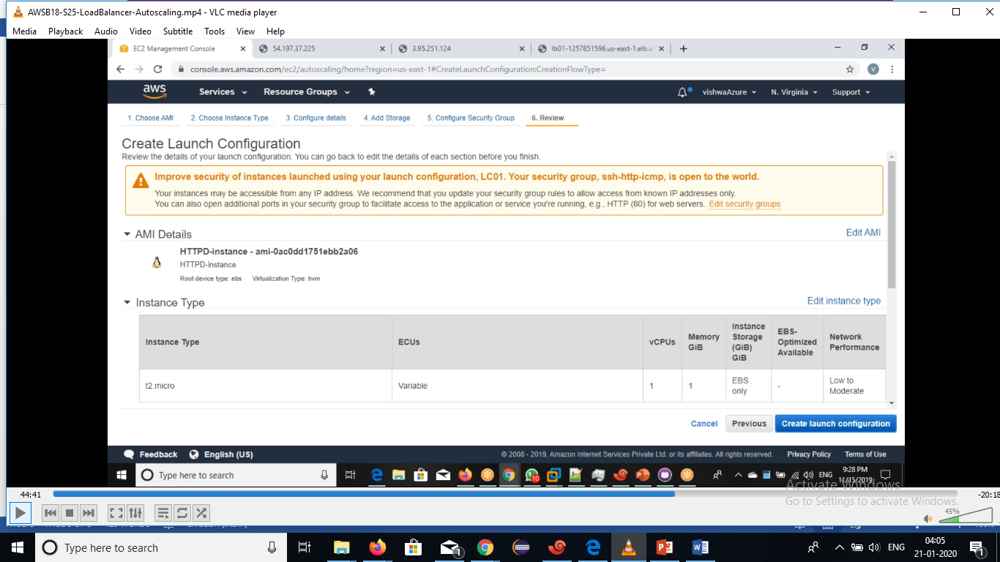 AWSB18-S25-LoadBalancer-Autoscaling.mp4 - VLC media player
Media Playback Audio Video Subtitle Tools View Help
EC2 Management Console
54.197.37.225
3.95.251.124
lb01-1257851596.us-east-1.elb.a
console.aws.amazon.com/ec2/autoscaling/home?region=us-east-1#CreateLaunchConfiguration:CreationFlowType=
V
aws Services Resource Groups vishwaAzure N. Virginia Support
1. Choose AMI 2. Choose Instance Type 3. Configure details 4. Add Storage 5. Configure Security Group 6. Review
Create Launch Configuration
Review the details of your launch configuration. You can go back to edit the details of each section before you finish.
Improve security of instances launched using your launch configuration, LC01. Your security group, ssh-http-icmp, is open to the world.
Your instances may be accessible from any IP address. We recommend that you update your security group rules to allow access from known IP addresses only.
You can also open additional ports in your security group to facilitate access to the application or service you're running, e.g., HTTP (80) for web servers. Edit security groups
AMI Details Edit AMI
HTTPD-instance - ami-0ac0dd1751ebb2a06
HTTPD-instance
Root device type: ebs Virtualization Type: hvm
Instance Type Edit instance type
Instance Type
ECUs
vCPUs
Memory
GiB
Instance
Storage
(GiB)
GiB
EBS-
Optimized
Available
Network
Performance
t2.micro
Variable
1
1
EBS
only
-
Low to
Moderate
Cancel Previous Create launch configuration
Feedback English (US) © 2008 - 2019, Amazon Internet Services Private Ltd. or its affiliates. All rights reserved. Privacy Policy Terms of Use
Type here to search
10
ENG
9:28 PM
11/15/2019
Activate Windows
Go to Settings to activate Windows.
44:41
-20:18
45%
Type here to search
1
ENG
04:05
21-01-2020
1